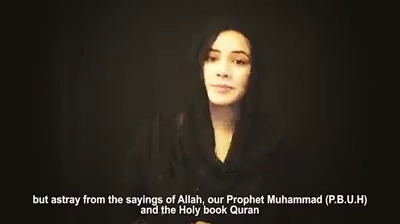 but astray from the sayings of Allah, our Prophet Muhammad (P.B.U.H)
and the Holy book Quran